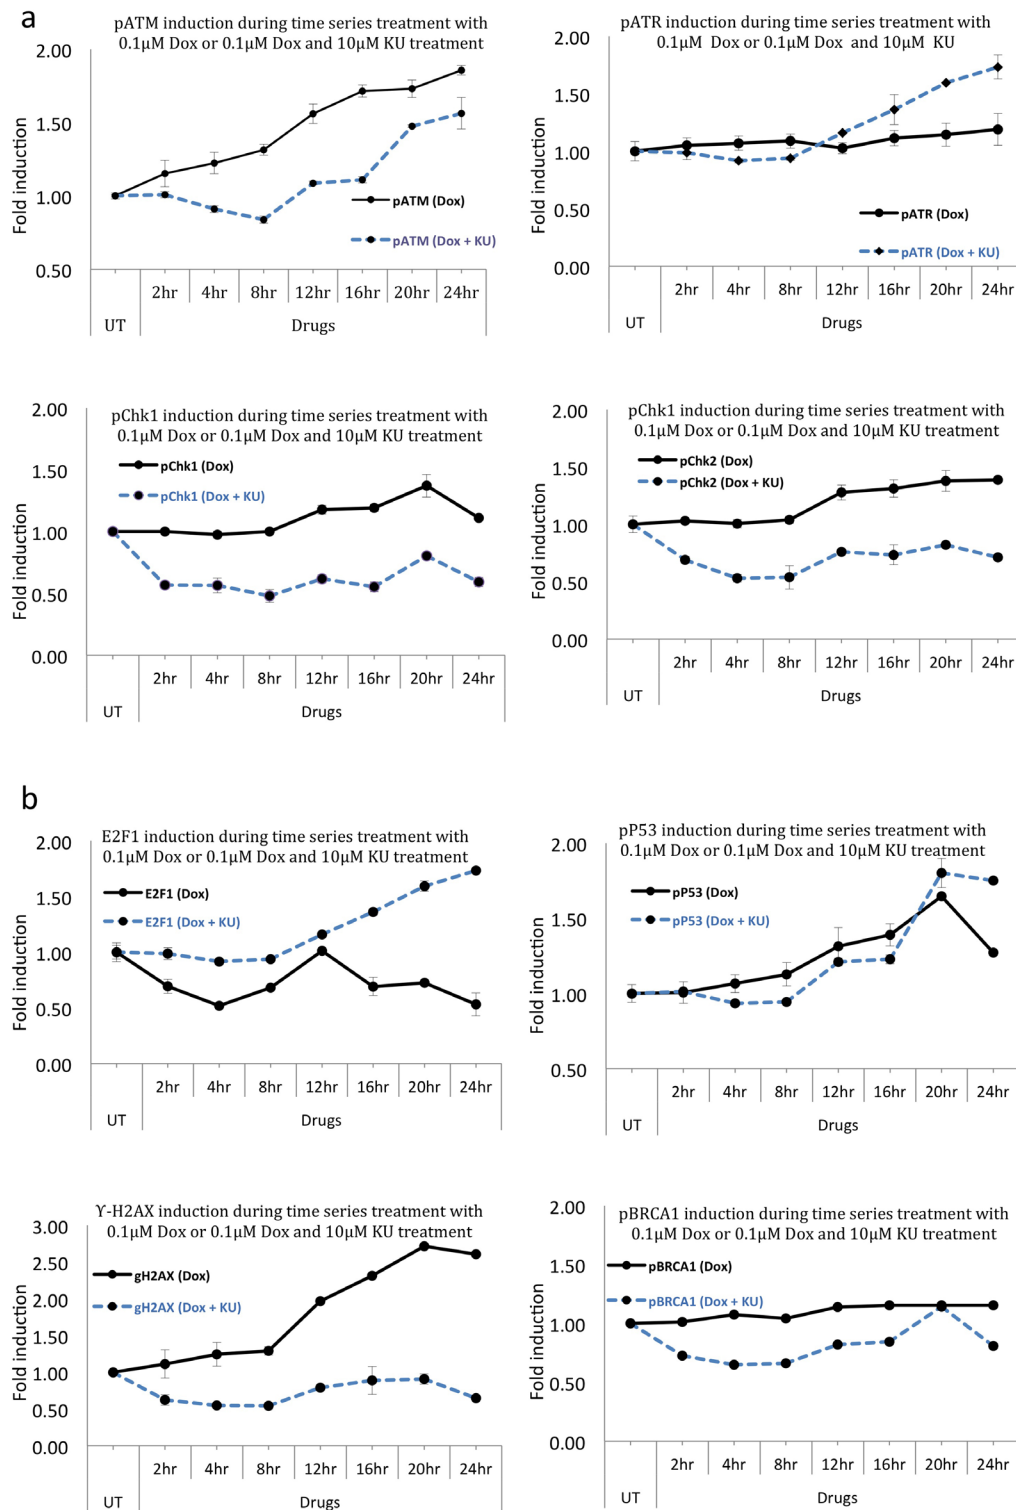 a
pATM induction during time series treatment with
0.1µM Dox or 0.1µM Dox and 10µM KU treatment
2.00
1.50
1.00
0.50
Fold induction
pATM (Dox)
pATM (Dox + KU)
2hr 4hr 8hr 12hr 16hr 20hr 24hr
UT Drugs
pATR induction during time series treatment with
0.1µM Dox or 0.1µM Dox and 10µM KU
2.00
1.50
1.00
0.50
0.00
Fold induction
pATR (Dox)
pATR (Dox + KU)
2hr 4hr 8hr 12hr 16hr 20hr 24hr
UT Drugs
pChk1 induction during time series treatment with
0.1µM Dox or 0.1µM Dox and 10µM KU treatment
2.00
1.50
1.00
0.50
0.00
Fold induction
pChk1 (Dox)
pChk1 (Dox + KU)
2hr 4hr 8hr 12hr 16hr 20hr 24hr
UT Drugs
pChk1 induction during time series treatment with
0.1µM Dox or 0.1µM Dox and 10µM KU treatment
2.00
1.50
1.00
0.50
0.00
Fold induction
pChk2 (Dox)
pChk2 (Dox + KU)
2hr 4hr 8hr 12hr 16hr 20hr 24hr
UT Drugs
b
E2F1 induction during time series treatment with
0.1µM Dox or 0.1µM Dox and 10µM KU treatment
2.00
1.50
1.00
0.50
0.00
Fold induction
E2F1 (Dox)
E2F1 (Dox + KU)
2hr 4hr 8hr 12hr 16hr 20hr 24hr
UT Drugs
pP53 induction during time series treatment with
0.1µM Dox or 0.1µM Dox and 10µM KU treatment
2.00
1.50
1.00
0.50
Fold induction
pP53 (Dox)
pP53 (Dox + KU)
2hr 4hr 8hr 12hr 16hr 20hr 24hr
UT Drugs
Y-H2AX induction during time series treatment with
0.1µM Dox or 0.1µM Dox and 10µM KU treatment
3.00
2.50
2.00
1.50
1.00
0.50
0.00
Fold induction
gH2AX (Dox)
gH2AX (Dox + KU)
2hr 4hr 8hr 12hr 16hr 20hr 24hr
UT Drugs
pBRCA1 induction during time series treatment with
0.1µM Dox or 0.1µM Dox and 10µM KU treatment
2.00
1.50
1.00
0.50
0.00
Fold induction
pBRCA1 (Dox)
pBRCA1 (Dox + KU)
2hr 4hr 8hr 12hr 16hr 20hr 24hr
UT Drugs